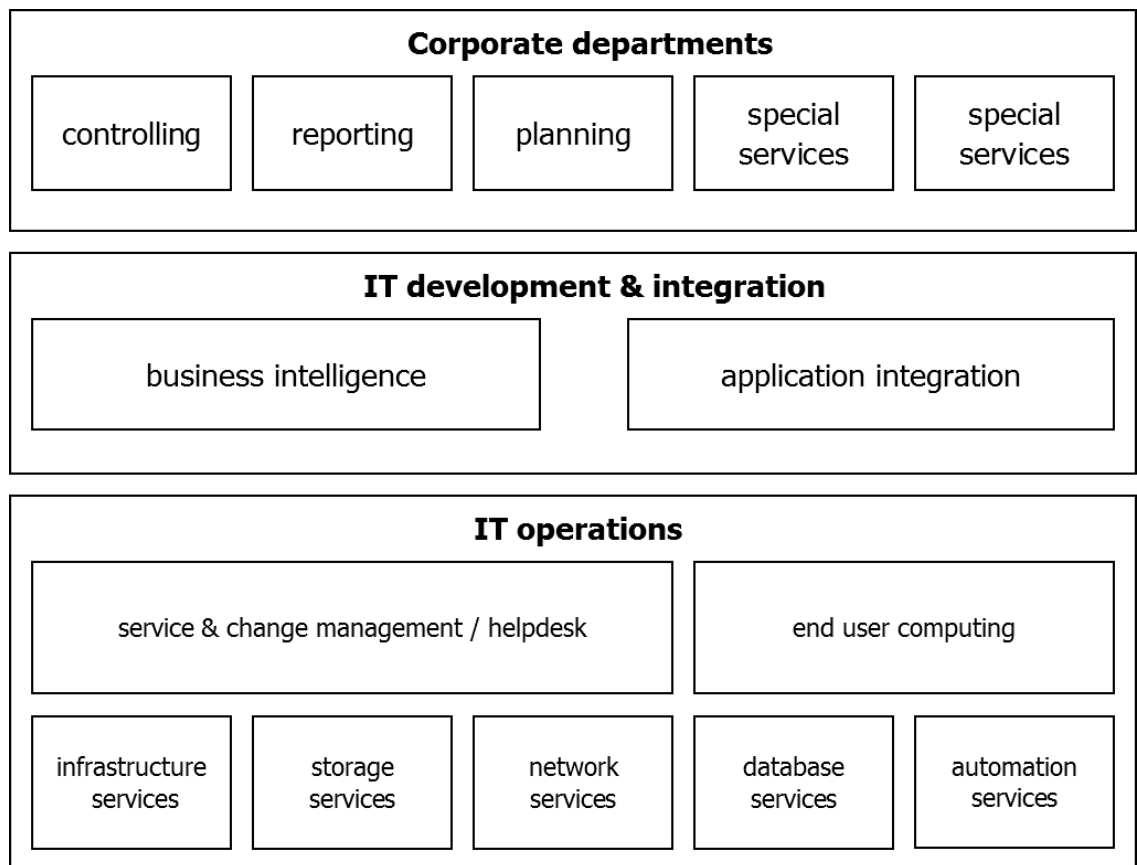 Corporate departments
controlling
reporting
planning
special
services
special
services
IT development & integration
business intelligence
application integration
IT operations
service & change management / helpdesk
end user computing
infrastructure
services
storage
services
network
services
database
services
automation
services